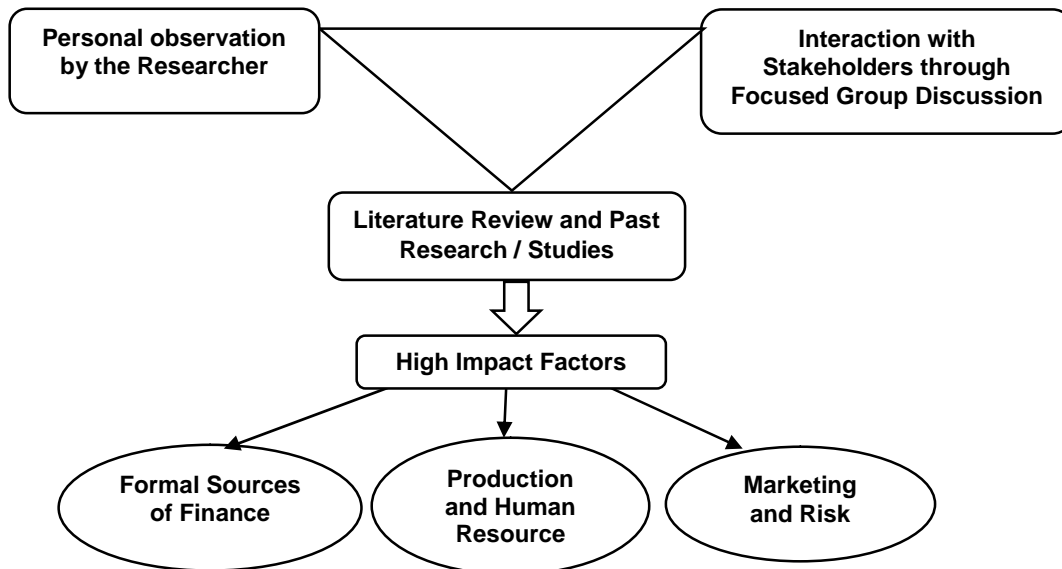 Personal observation
by the Researcher
Interaction with
Stakeholders through
Focused Group Discussion
Literature Review and Past
Research / Studies
High Impact Factors
Formal Sources
of Finance
Production
and Human
Resource
Marketing
and Risk